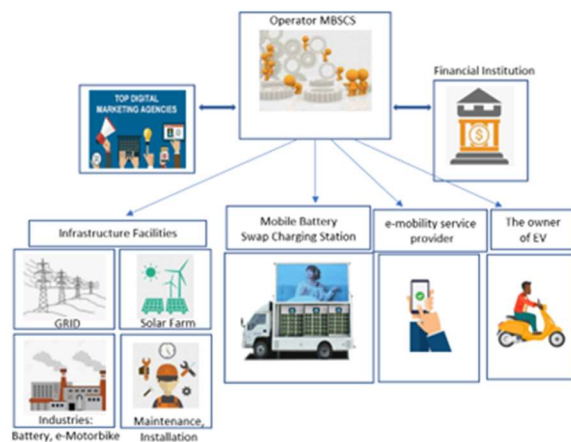 Operator MBSCS
TOP DIGITAL
MARKETING AGENCIES
Financial Institution
Infrastructure Facilities
Mobile Battery
Swap Charging Station
e-mobility service
provider
The owner
of EV
GRID
Solar Farm
Industries:
Battery, e-Motorbike
Maintenance,
Installation